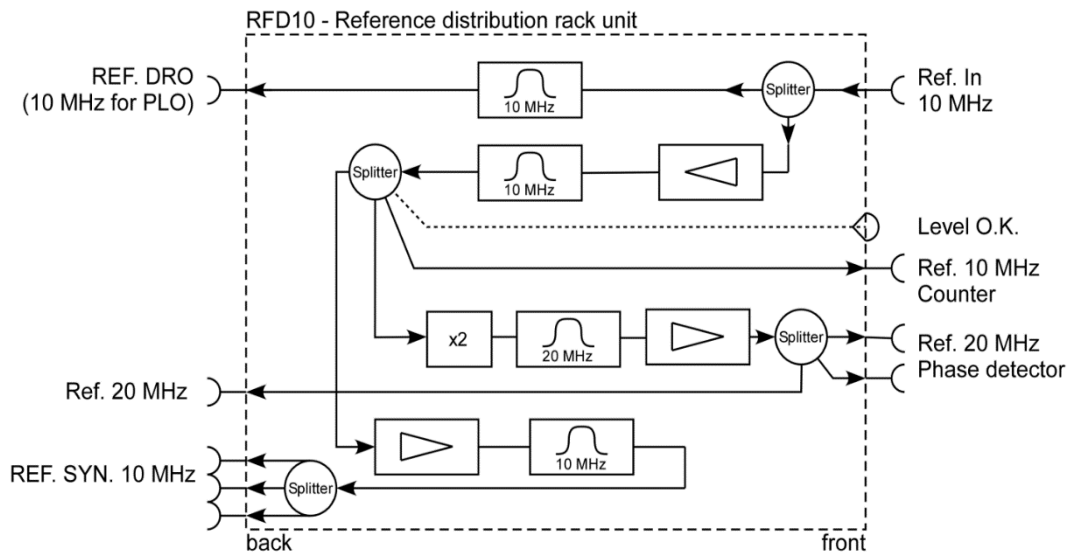 RFD10 - Reference distribution rack unit
REF. DRO
(10 MHz for PLO)
10 MHz
Splitter
Ref. In
10 MHz
Splitter
10 MHz
Level O.K.
Ref. 10 MHz
Counter
x2
20 MHz
Splitter
Ref. 20 MHz
Phase detector
Ref. 20 MHz
REF. SYN. 10 MHz
Splitter
10 MHz
back
front